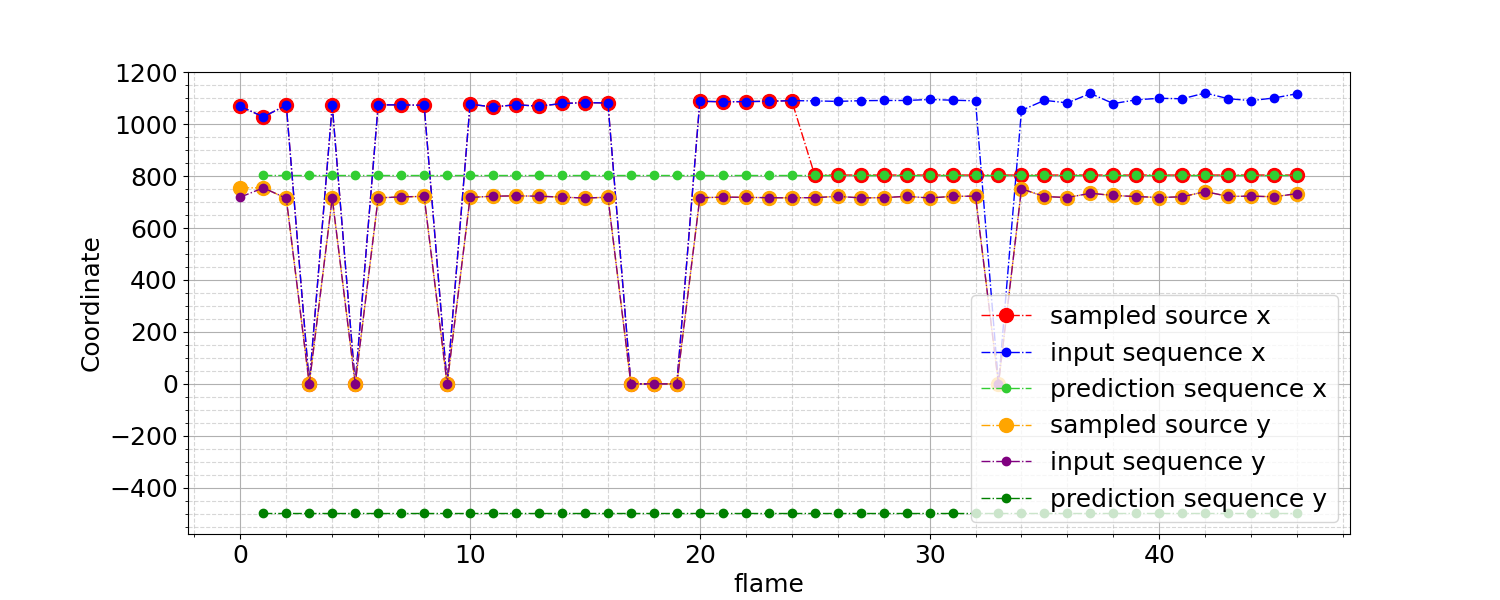 1200
1000
800
600
400
200
0
−200
−400
Coordinate
0 10 20 30 40
flame
sampled source x
input sequence x
prediction sequence x
sampled source y
input sequence y
prediction sequence y